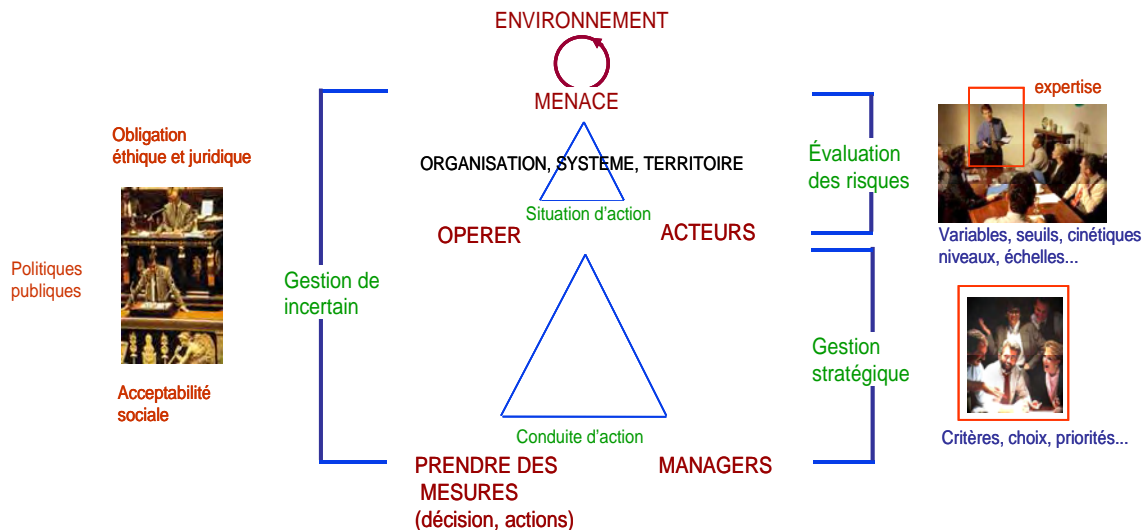 ENVIRONNEMENT
MENACE
ORGANISATION, SYSTEME, TERRITOIRE
Situation d'action
OPERER
ACTEURS
Conduite d'action
PRENDRE DES
MESURES
(décision, actions)
MANAGERS
Obligation
éthique et juridique
Politiques
publiques
Acceptabilité
sociale
Gestion de
incertain
Évaluation
des risques
Gestion
stratégique
expertise
Variables, seuils, cinétiques
niveaux, échelles...
Critères, choix, priorités...